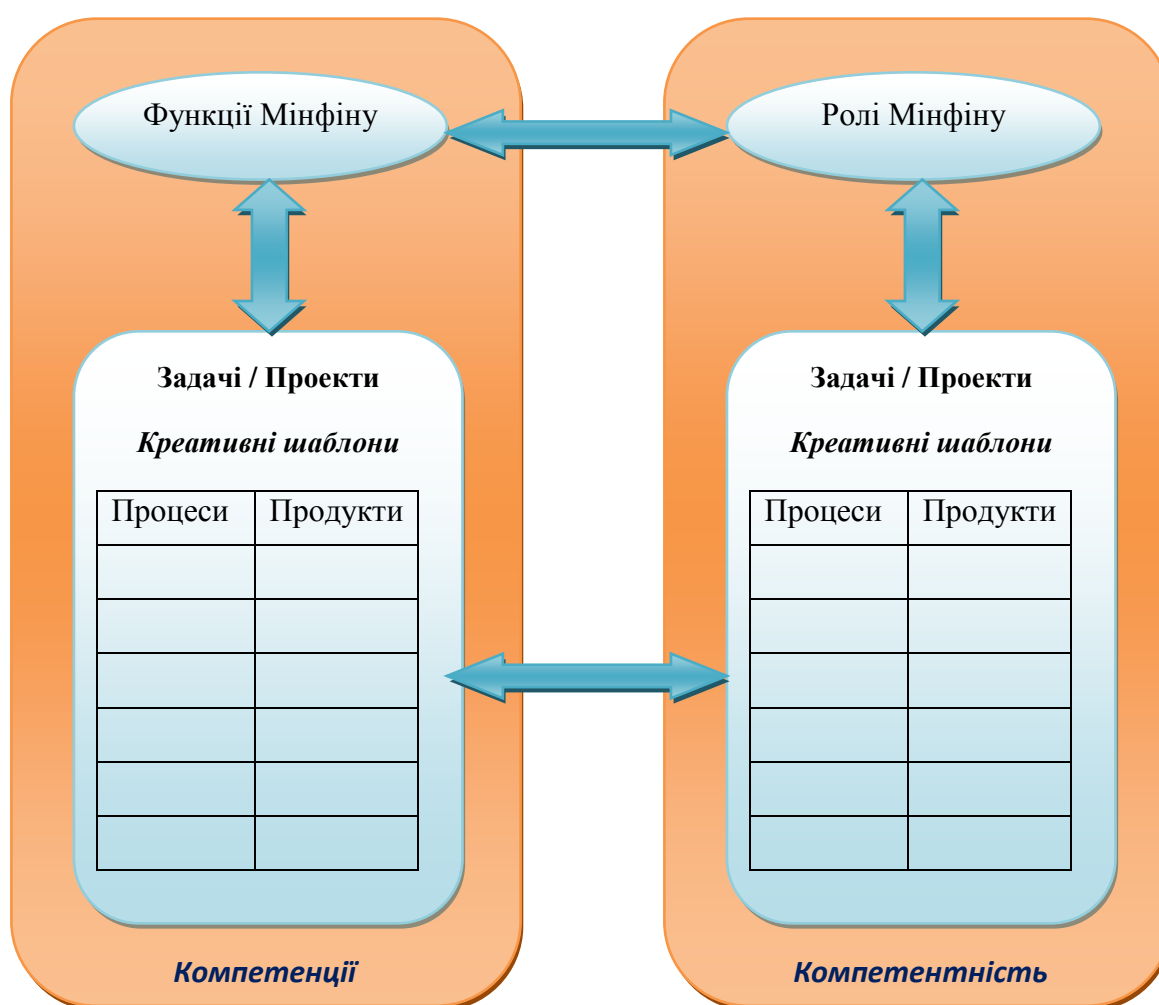 Функції Мінфіну
Ролі Мінфіну
Задачі / Проекти
Креативні шаблони
Процеси Продукти
Задачі / Проекти
Креативні шаблони
Процеси Продукти
Компетенції
Компетентність